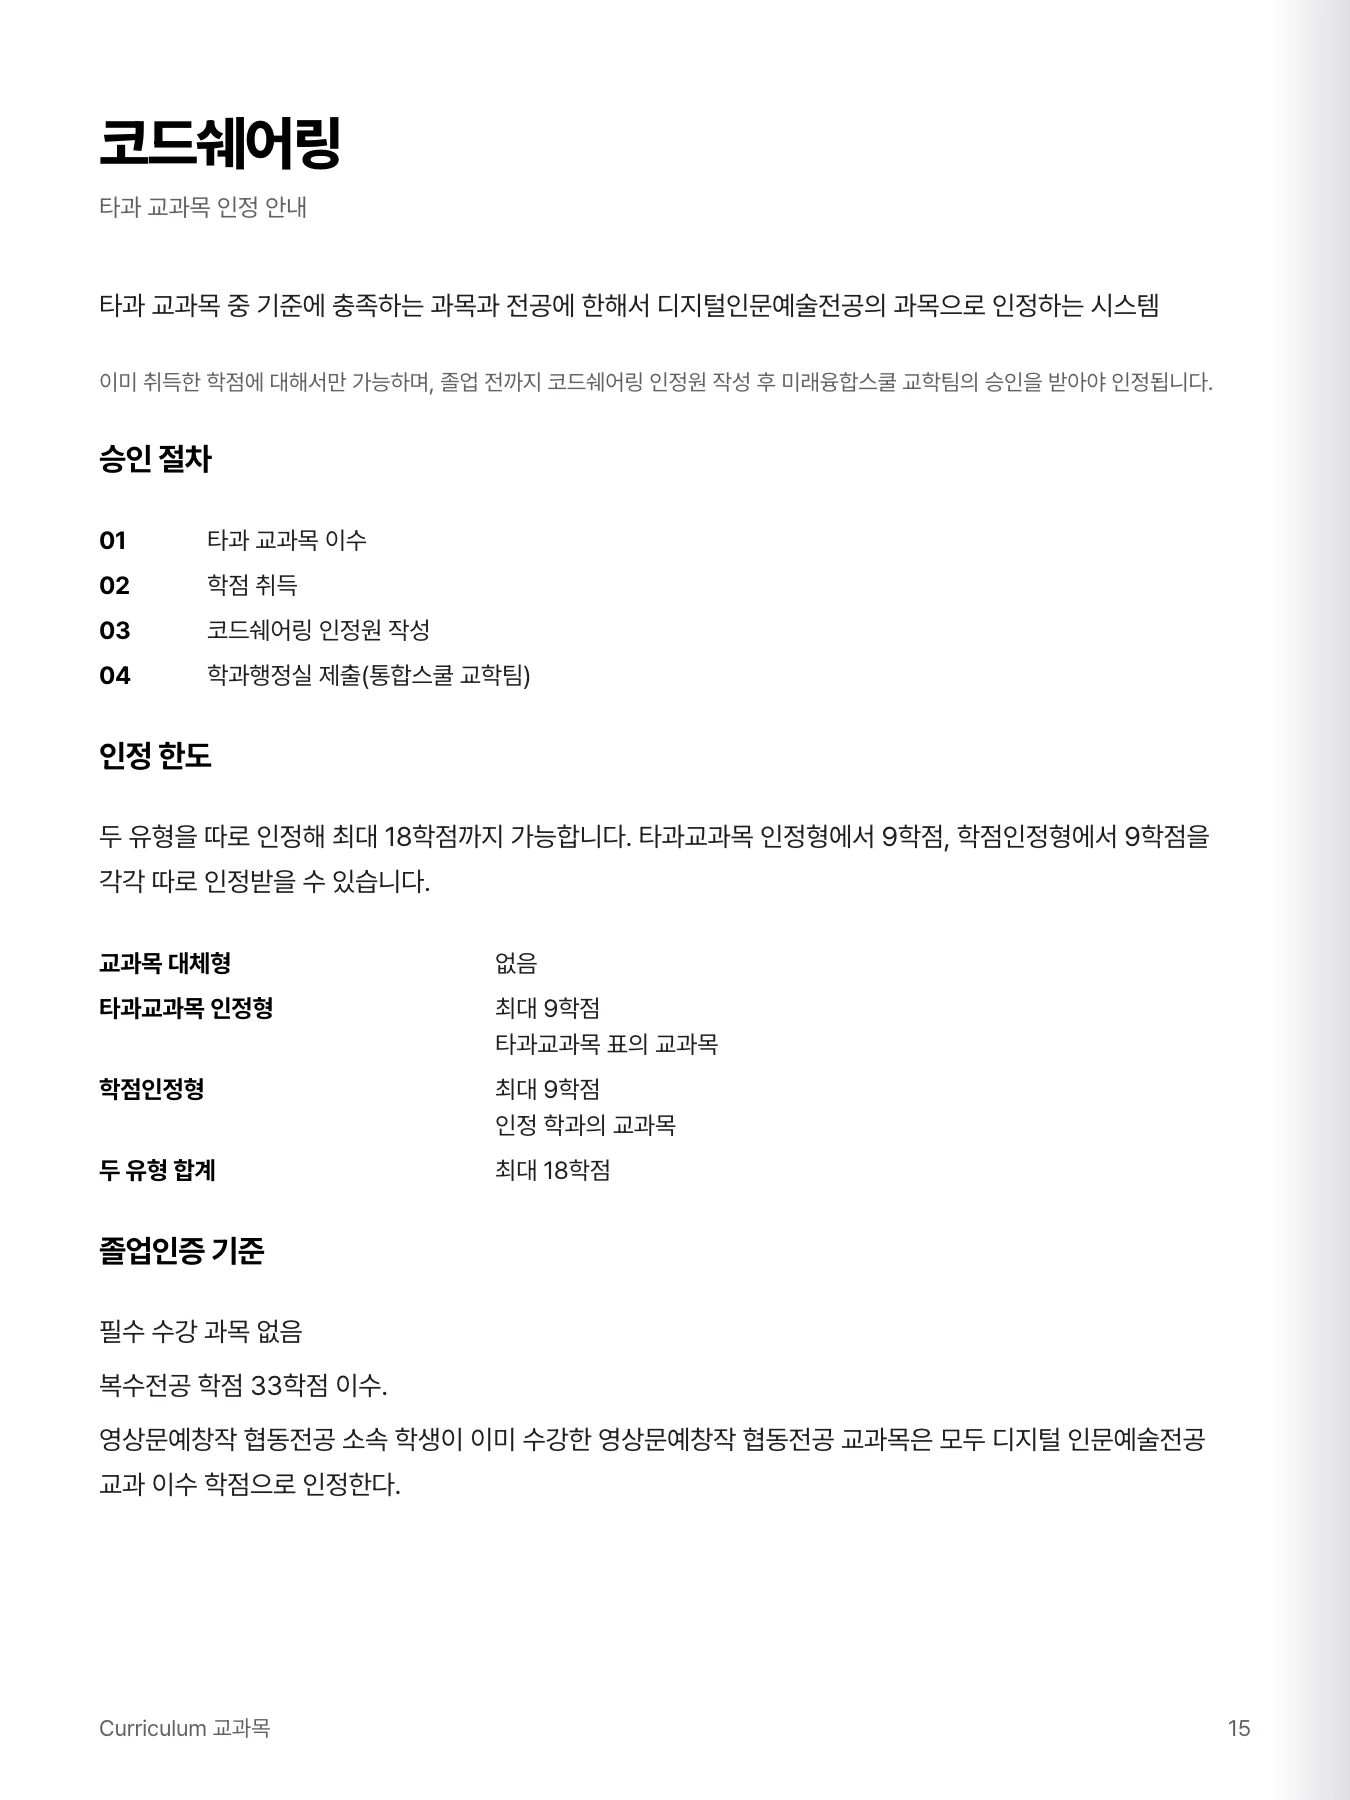 코드쉐어링
타과 교과목 인정 안내
타과 교과목 중 기준에 충족하는 과목과 전공에 한해서 디지털인문예술전공의 과목으로 인정하는 시스템
이미 취득한 학점에 대해서만 가능하며, 졸업 전까지 코드쉐어링 인정원 작성 후 미래융합스쿨 교학팀의 승인을 받아야 인정됩니다.
승인 절차
01 타과 교과목 이수
02 학점 취득
03 코드쉐어링 인정원 작성
04 학과행정실 제출(통합스쿨 교학팀)
인정 한도
두 유형을 따로 인정해 최대 18학점까지 가능합니다. 타과교과목 인정형에서 9학점, 학점인정형에서 9학점을
각각 따로 인정받을 수 있습니다.
교과목 대체형 없음
타과교과목 인정형 최대 9학점
타과교과목 표의 교과목
학점인정형 최대 9학점
인정 학과의 교과목
두 유형 합계 최대 18학점
졸업인증 기준
필수 수강 과목 없음
복수전공 학점 33학점 이수.
영상문예창작 협동전공 소속 학생이 이미 수강한 영상문예창작 협동전공 교과목은 모두 디지털 인문예술전공
교과 이수 학점으로 인정한다.
Curriculum 교과목 15